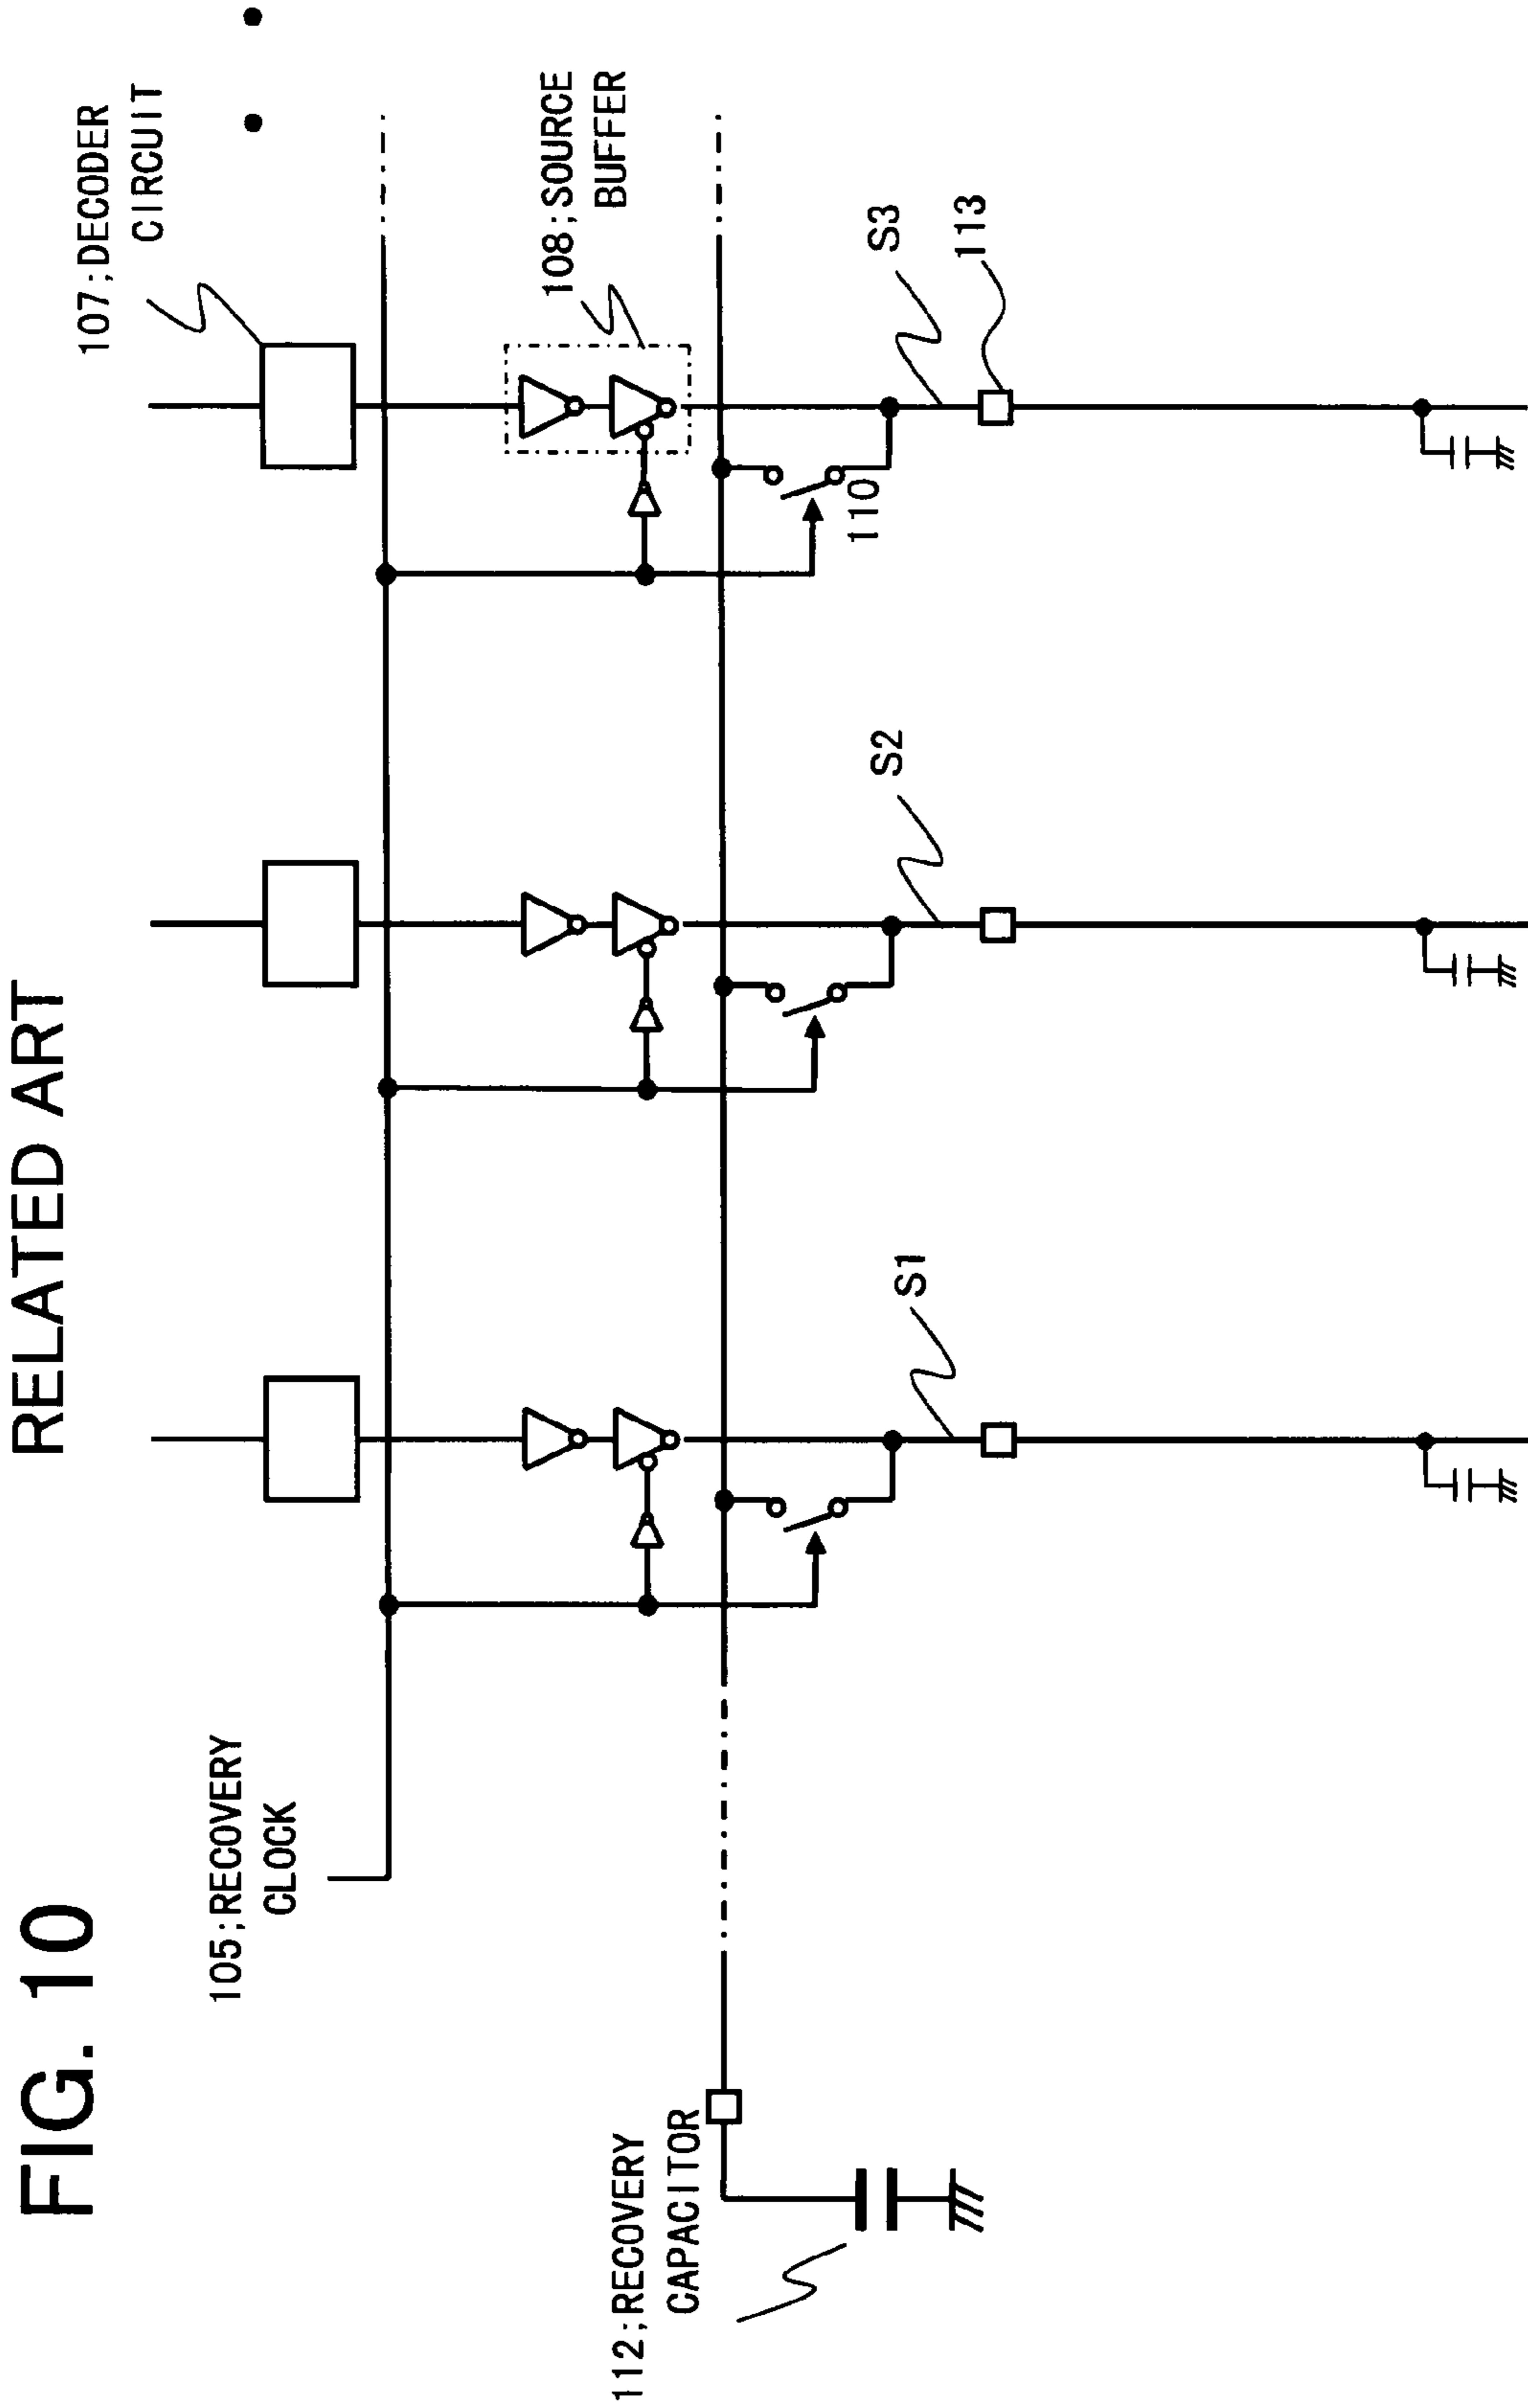 FIG. 10
RELATED ART
107;DECODER
CIRCUIT
105;RECOVERY
CLOCK
108;SOURCE
BUFFER
112;RECOVERY
CAPACITOR
110
S1
S2
S3
113